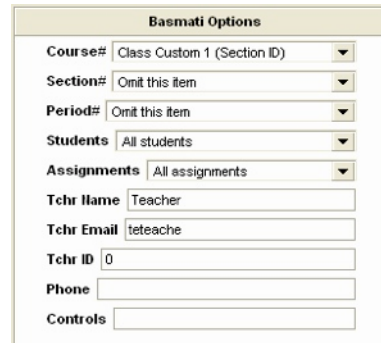 Basmati Options
Course# Class Custom 1 (Section ID)
Section# Omit this item
Period# Omit this item
Students All students
Assignments All assignments
Tchr Name Teacher
Tchr Email teteache
Tchr ID 0
Phone
Controls